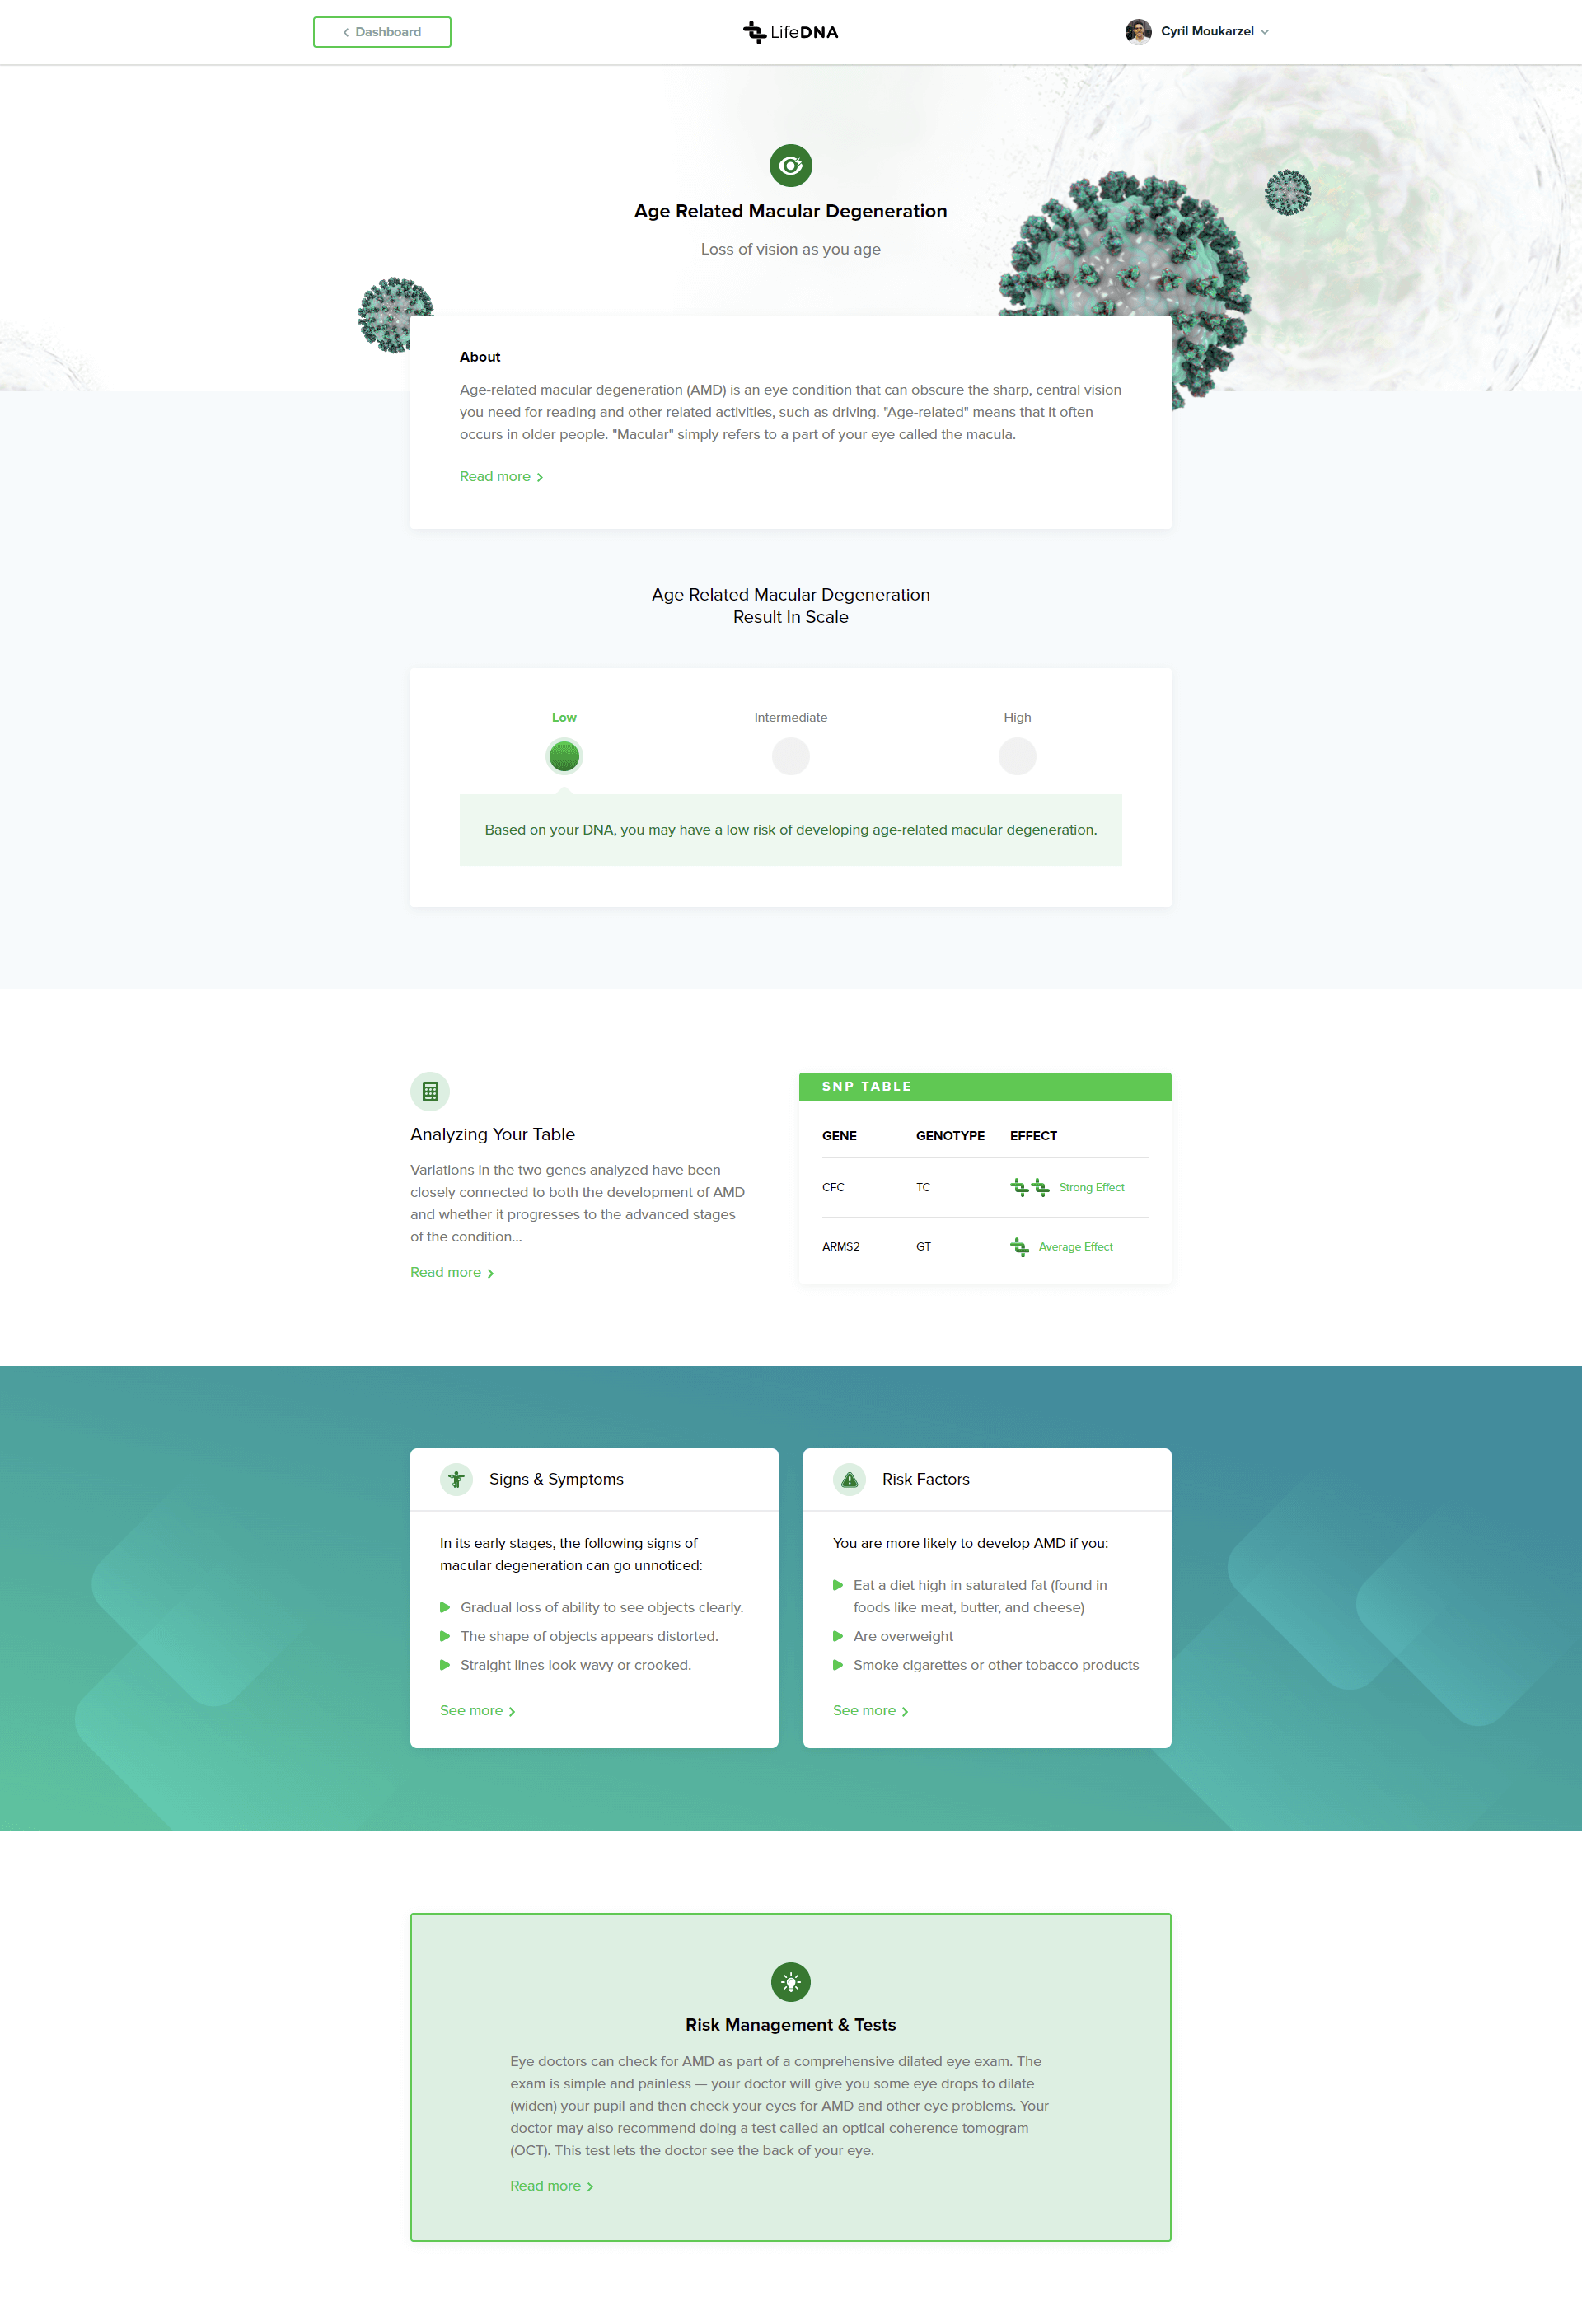 Dashboard
LifeDNA
Cyril Moukarzel
Age Related Macular Degeneration
Loss of vision as you age
About
Age-related macular degeneration (AMD) is an eye condition that can obscure the sharp, central vision
you need for reading and other related activities, such as driving. "Age-related" means that it often
occurs in older people. "Macular" simply refers to a part of your eye called the macula.
Read more
Age Related Macular Degeneration
Result In Scale
Low
Intermediate
High
Based on your DNA, you may have a low risk of developing age-related macular degeneration.
Analyzing Your Table
Variations in the two genes analyzed have been
closely connected to both the development of AMD
and whether it progresses to the advanced stages
of the condition...
Read more
SNP TABLE
GENE GENOTYPE EFFECT
CFC TC Strong Effect
ARMS2 GT Average Effect
Signs & Symptoms
In its early stages, the following signs of
macular degeneration can go unnoticed:
Gradual loss of ability to see objects clearly.
The shape of objects appears distorted.
Straight lines look wavy or crooked.
See more
Risk Factors
You are more likely to develop AMD if you:
Eat a diet high in saturated fat (found in
foods like meat, butter, and cheese)
Are overweight
Smoke cigarettes or other tobacco products
See more
Risk Management & Tests
Eye doctors can check for AMD as part of a comprehensive dilated eye exam. The
exam is simple and painless — your doctor will give you some eye drops to dilate
(widen) your pupil and then check your eyes for AMD and other eye problems. Your
doctor may also recommend doing a test called an optical coherence tomogram
(OCT). This test lets the doctor see the back of your eye.
Read more